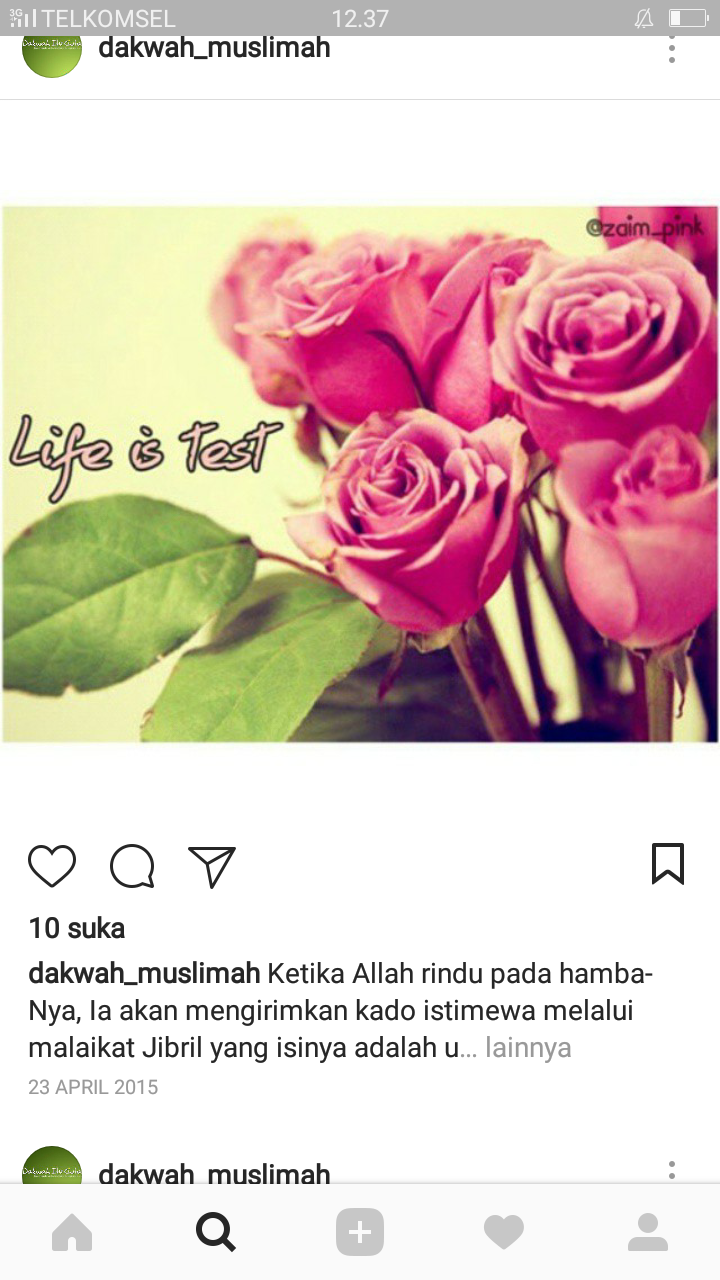 3G TELKOMSEL 12.37
dakwah_muslimah
@zaim_pink
Life is Test
10 suka
dakwah_muslimah Ketika Allah rindu pada hamba-
Nya, Ia akan mengirimkan kado istimewa melalui
malaikat Jibril yang isinya adalah u... lainnya
23 APRIL 2015
dakwah_muslimah